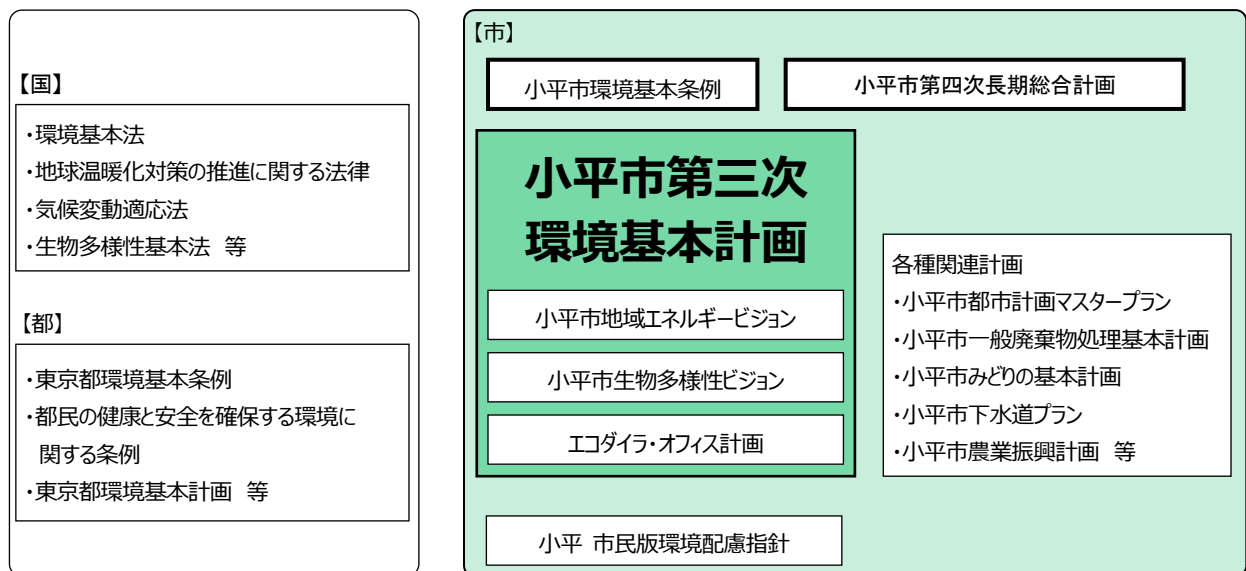 【国】
・環境基本法
・地球温暖化対策の推進に関する法律
・気候変動適応法
・生物多様性基本法 等
【都】
・東京都環境基本条例
・都民の健康と安全を確保する環境に
関する条例
・東京都環境基本計画 等
【市】
小平市環境基本条例
小平市第四次長期総合計画
小平市第三次
環境基本計画
小平市地域エネルギービジョン
小平市生物多様性ビジョン
エコダイラ・オフィス計画
小平 市民版環境配慮指針
各種関連計画
・小平市都市計画マスタープラン
・小平市一般廃棄物処理基本計画
・小平市みどりの基本計画
・小平市下水道プラン
・小平市農業振興計画 等